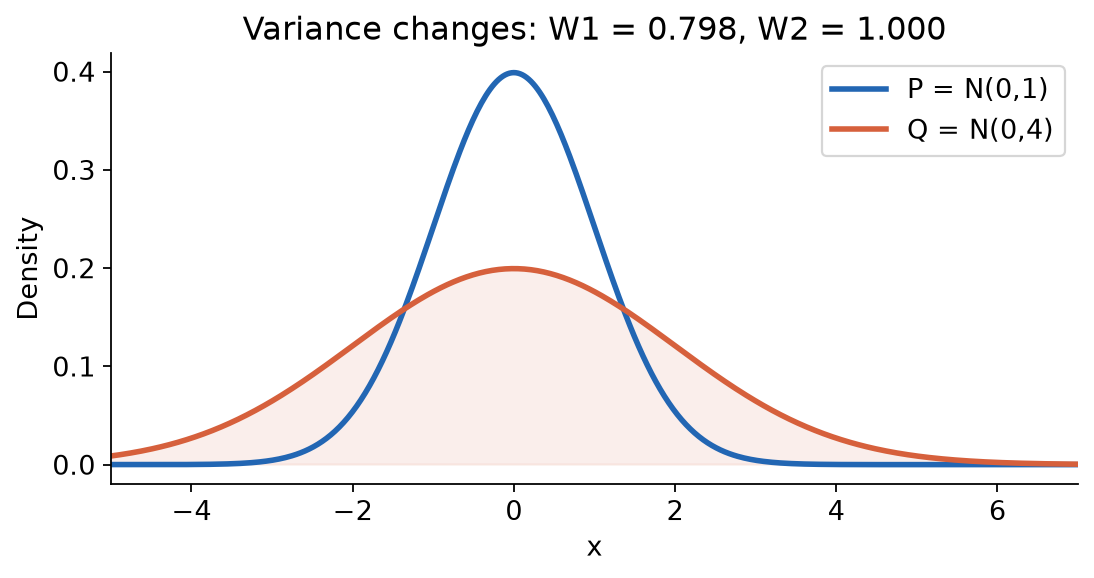 Variance changes: W1 = 0.798, W2 = 1.000
P = N(0,1)
Q = N(0,4)
Density
0.4
0.3
0.2
0.1
0.0
−4
−2
0
2
4
6
x